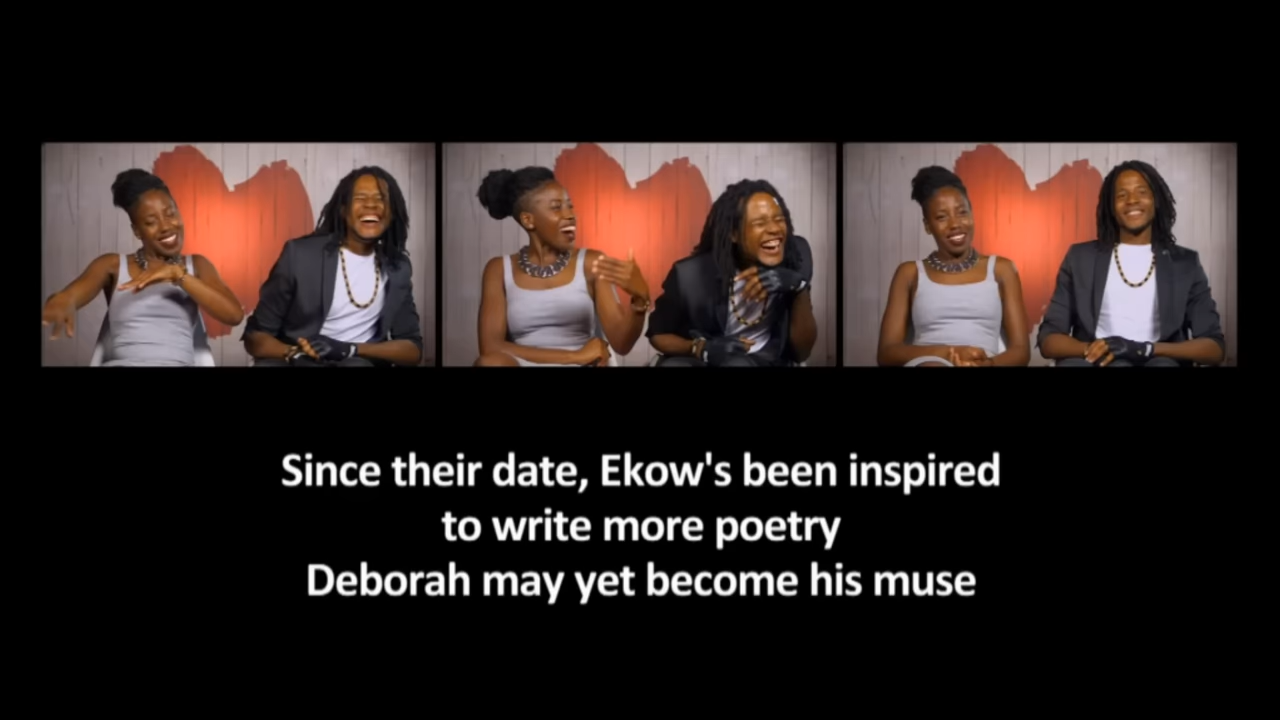 Since their date, Ekow's been inspired
to write more poetry
Deborah may yet become his muse